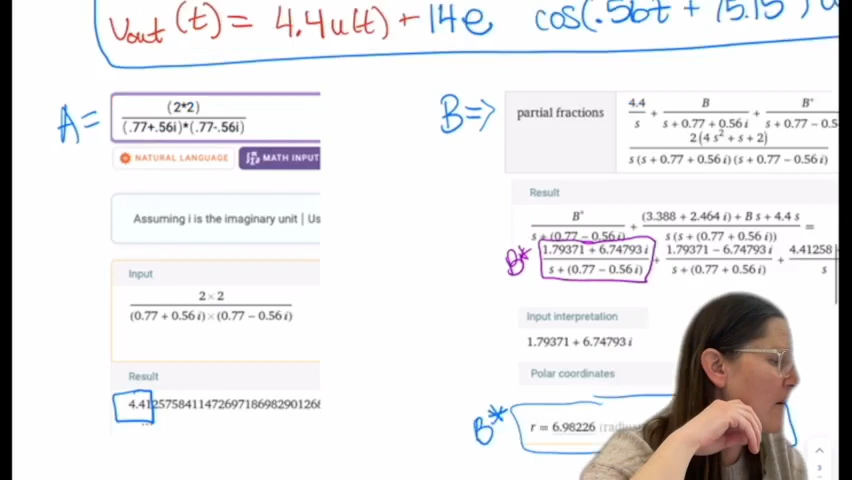 Vout(t) = 4.4u(t) + 14e cos(.56t + 75.15°)
A =
(2*2)
(.77+.56i)*(.77-.56i)
NATURAL LANGUAGE
MATH INPUT
Assuming i is the imaginary unit | Us
Input
2×2
(0.77 + 0.56 i)×(0.77 − 0.56 i)
Result
4.41257584114726971869829012
...
B =>
partial fractions
4.4/s + B/(s + 0.77 + 0.56 i) + B*/(s + 0.77 − 0.5
2(4 s² + s + 2)
s(s + 0.77 + 0.56 i)(s + 0.77 − 0.56 i)
Result
B*/(s + (0.77 − 0.56 i)) + ((3.388 + 2.464 i) + B s + 4.4 s)/(s (s + (0.77 + 0.56 i))) =
B*
(1.79371 + 6.74793 i)/(s + (0.77 − 0.56 i)) + (1.79371 − 6.74793 i)/(s + (0.77 + 0.56 i)) + 4.41258/s
Input interpretation
1.79371 + 6.74793 i
Polar coordinates
B*
r = 6.98226 (radius
3